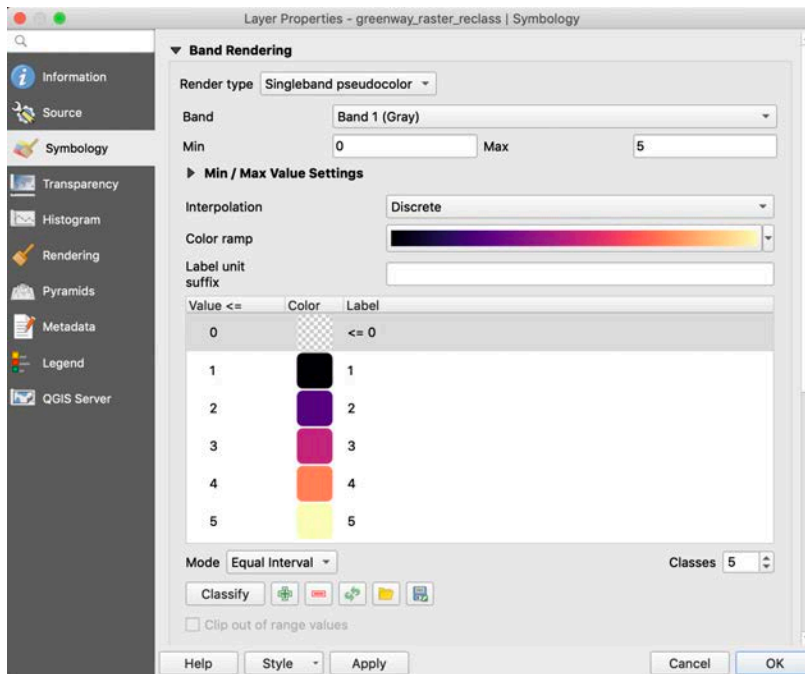 Layer Properties - greenway_raster_reclass | Symbology
Information
Source
Symbology
Transparency
Histogram
Rendering
Pyramids
Metadata
Legend
QGIS Server
Band Rendering
Render type Singleband pseudocolor
Band Band 1 (Gray)
Min 0 Max 5
Min / Max Value Settings
Interpolation Discrete
Color ramp
Label unit
suffix
Value <= Color Label
0 <= 0
1 1
2 2
3 3
4 4
5 5
Mode Equal Interval Classes 5
Classify
Clip out of range values
Help Style Apply Cancel OK